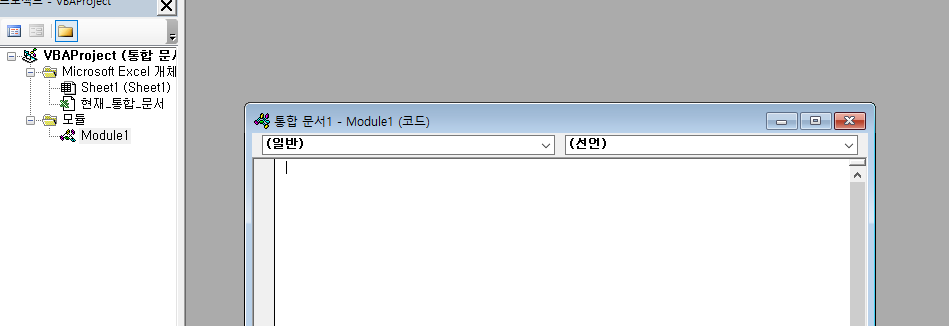 - VBAProject
VBAProject (통합 문서
Microsoft Excel 개체
Sheet1 (Sheet1)
현재_통합_문서
모듈
Module1
통합 문서1 - Module1 (코드)
(일반)
(선언)